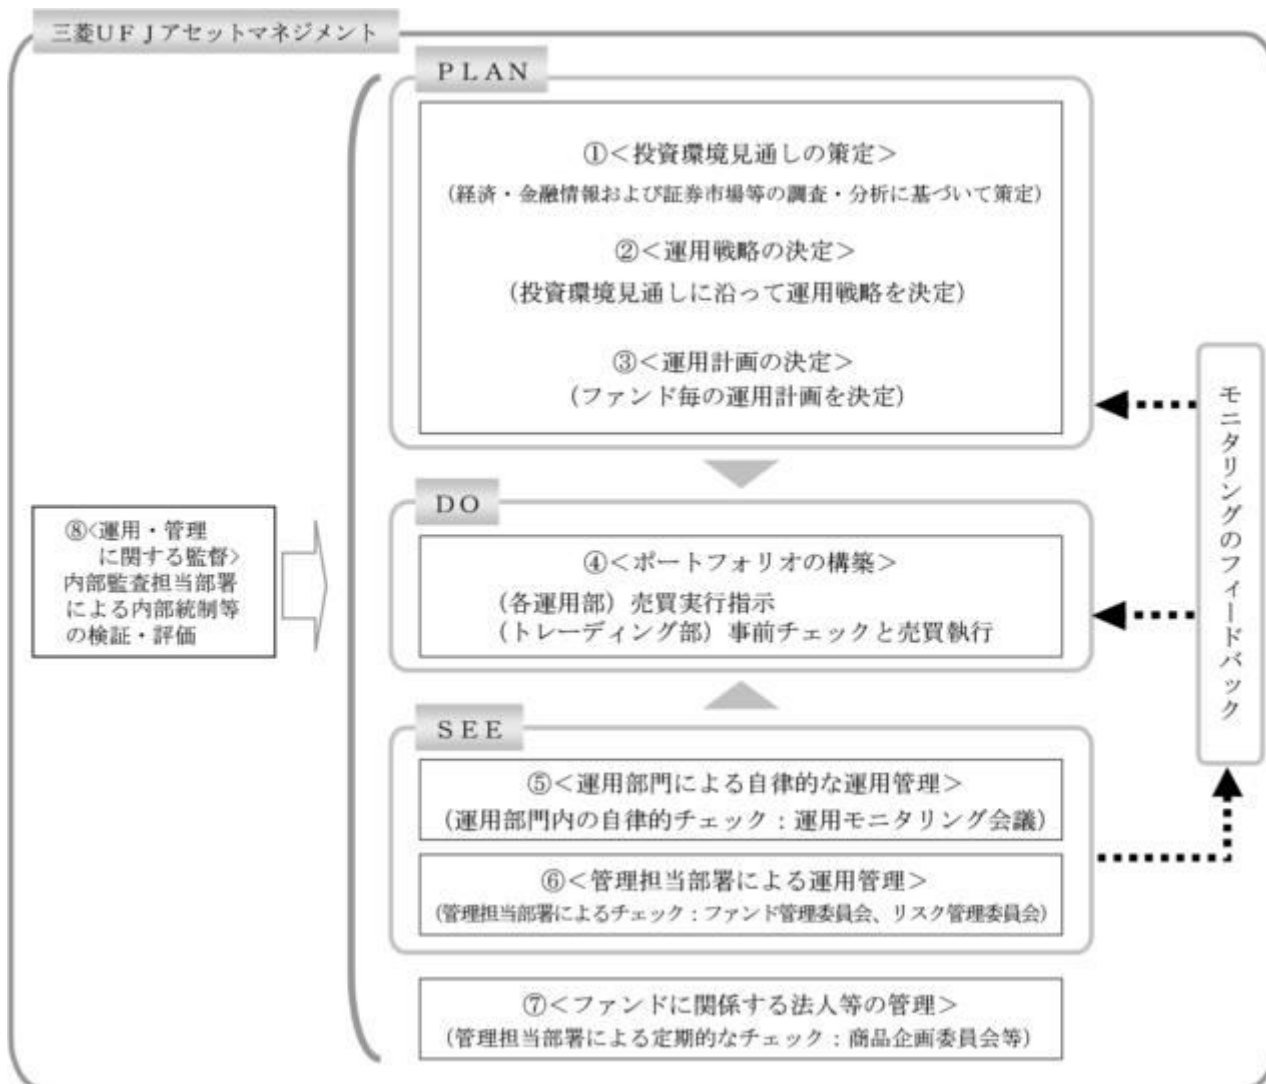 三菱ＵＦＪアセットマネジメント
ＰＬＡＮ
①＜投資環境見通しの策定＞
（経済・金融情報および証券市場等の調査・分析に基づいて策定）
②＜運用戦略の決定＞
（投資環境見通しに沿って運用戦略を決定）
③＜運用計画の決定＞
（ファンド毎の運用計画を決定）
ＤＯ
④＜ポートフォリオの構築＞
（各運用部）売買実行指示
（トレーディング部）事前チェックと売買執行
ＳＥＥ
⑤＜運用部門による自律的な運用管理＞
（運用部門内の自律的チェック：運用モニタリング会議）
⑥＜管理担当部署による運用管理＞
（管理担当部署によるチェック：ファンド管理委員会、リスク管理委員会）
⑦＜ファンドに関係する法人等の管理＞
（管理担当部署による定期的なチェック：商品企画委員会等）
⑧＜運用・管理
に関する監督＞
内部監査担当部署
による内部統制等
の検証・評価
モニタリングのフィードバック